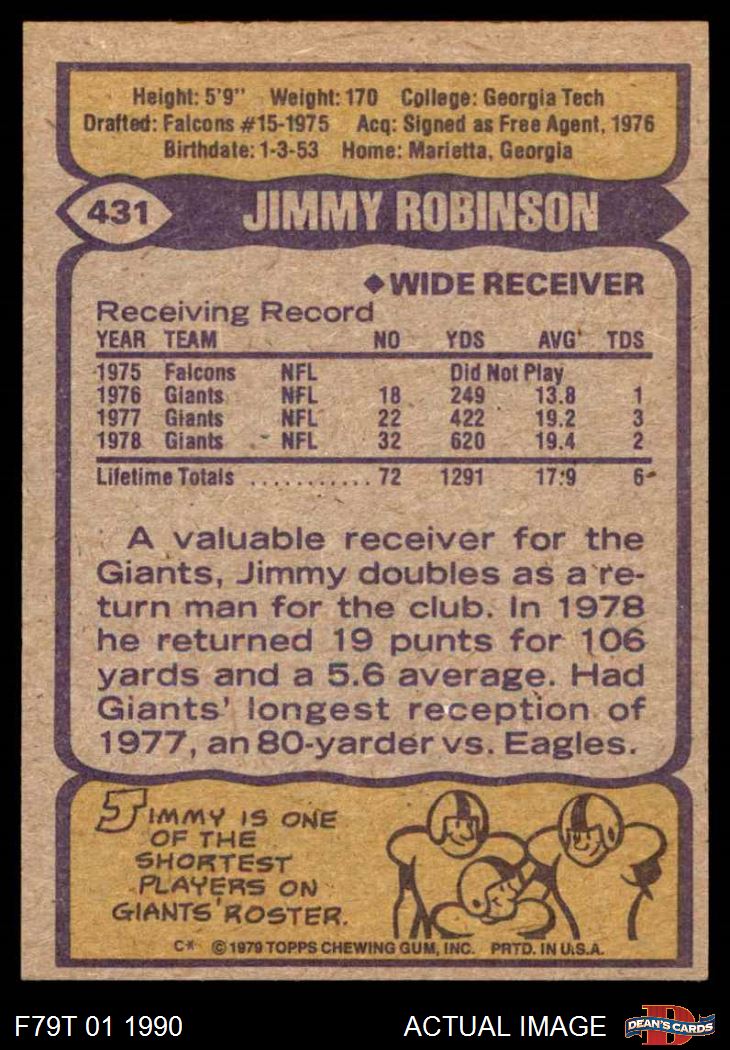 Height: 5'9" Weight: 170 College: Georgia Tech
Drafted: Falcons #15-1975 Acq: Signed as Free Agent, 1976
Birthdate: 1-3-53 Home: Marietta, Georgia
431 JIMMY ROBINSON
◆WIDE RECEIVER
Receiving Record
YEAR TEAM NO YDS AVG TDS
1975 Falcons NFL Did Not Play
1976 Giants NFL 18 249 13.8 1
1977 Giants NFL 22 422 19.2 3
1978 Giants NFL 32 620 19.4 2
Lifetime Totals ........... 72 1291 17.9 6
A valuable receiver for the
Giants, Jimmy doubles as a re-
turn man for the club. In 1978
he returned 19 punts for 106
yards and a 5.6 average. Had
Giants' longest reception of
1977, an 80-yarder vs. Eagles.
JIMMY IS ONE
OF THE
SHORTEST
PLAYERS ON
GIANTS' ROSTER.
C* © 1979 TOPPS CHEWING GUM, INC. PRTD. IN U.S.A.
F79T 01 1990 ACTUAL IMAGE D DEAN'S CARDS